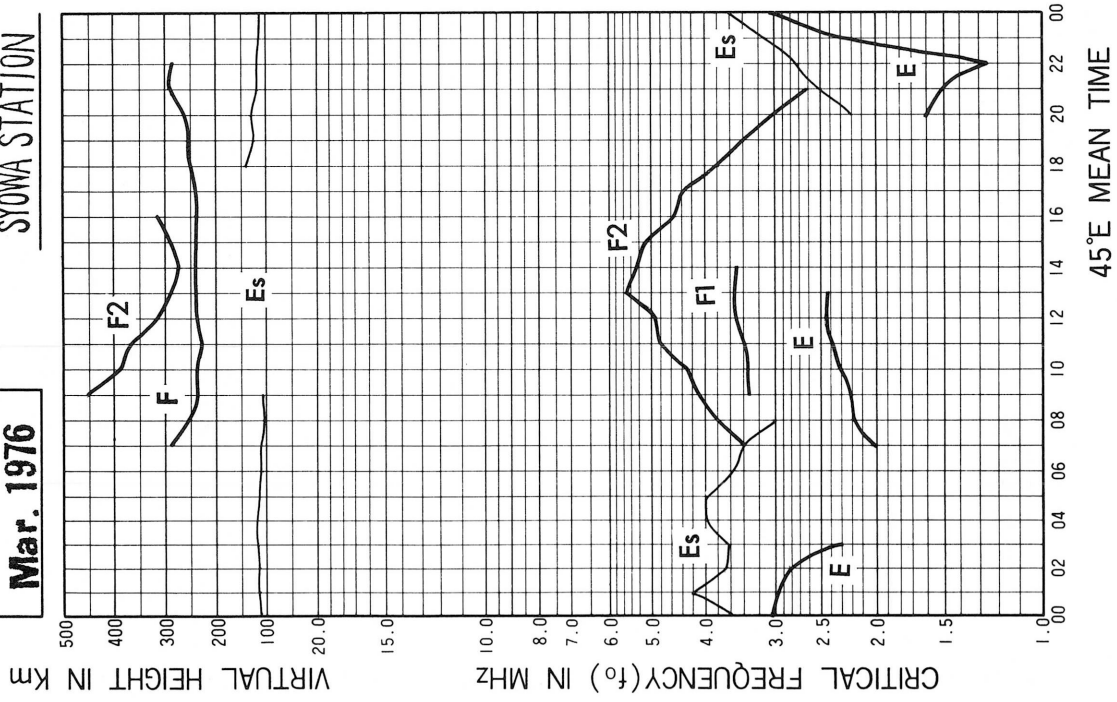 Mar. 1976
SYOWA STATION
VIRTUAL HEIGHT IN Km
500
400
300
200
100
F2
F
Es
CRITICAL FREQUENCY (fo) IN MHz
20.0
15.0
10.0
8.0
7.0
6.0
5.0
4.0
3.0
2.5
2.0
1.5
1.0
Es
E
F2
F1
E
Es
E
00
02
04
06
08
10
12
14
16
18
20
22
00
45°E MEAN TIME